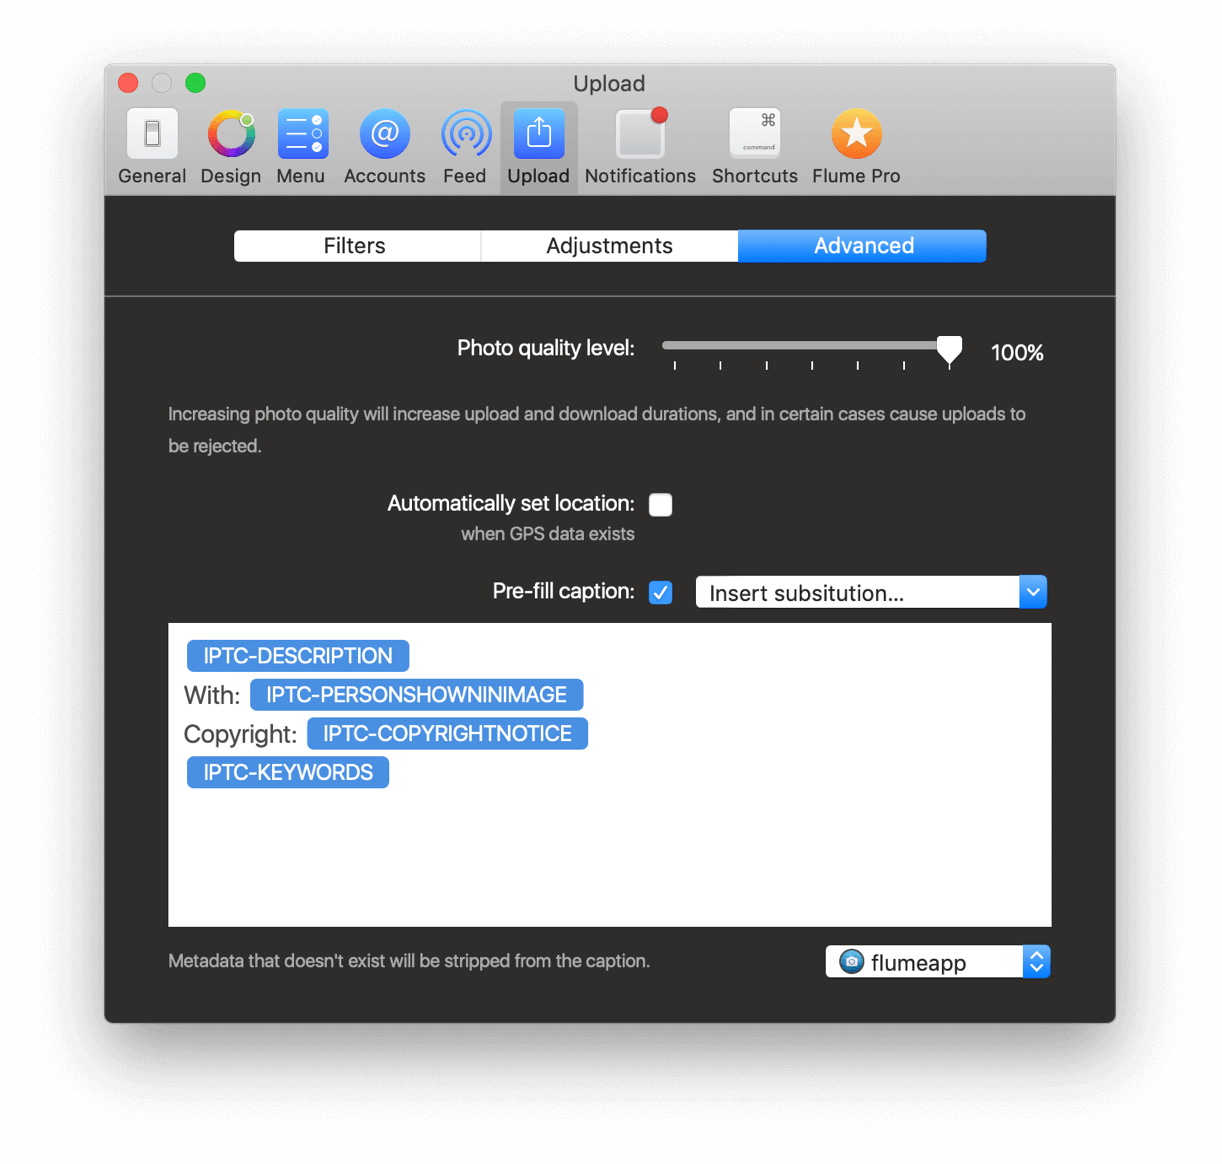 Upload
General Design Menu Accounts Feed Upload Notifications ⌘ command Shortcuts Flume Pro
Filters Adjustments Advanced
Photo quality level: 100%
Increasing photo quality will increase upload and download durations, and in certain cases cause uploads to
be rejected.
Automatically set location:
when GPS data exists
Pre-fill caption: Insert subsitution...
IPTC-DESCRIPTION
With: IPTC-PERSONSHOWNINIMAGE
Copyright: IPTC-COPYRIGHTNOTICE
IPTC-KEYWORDS
Metadata that doesn't exist will be stripped from the caption. flumeapp